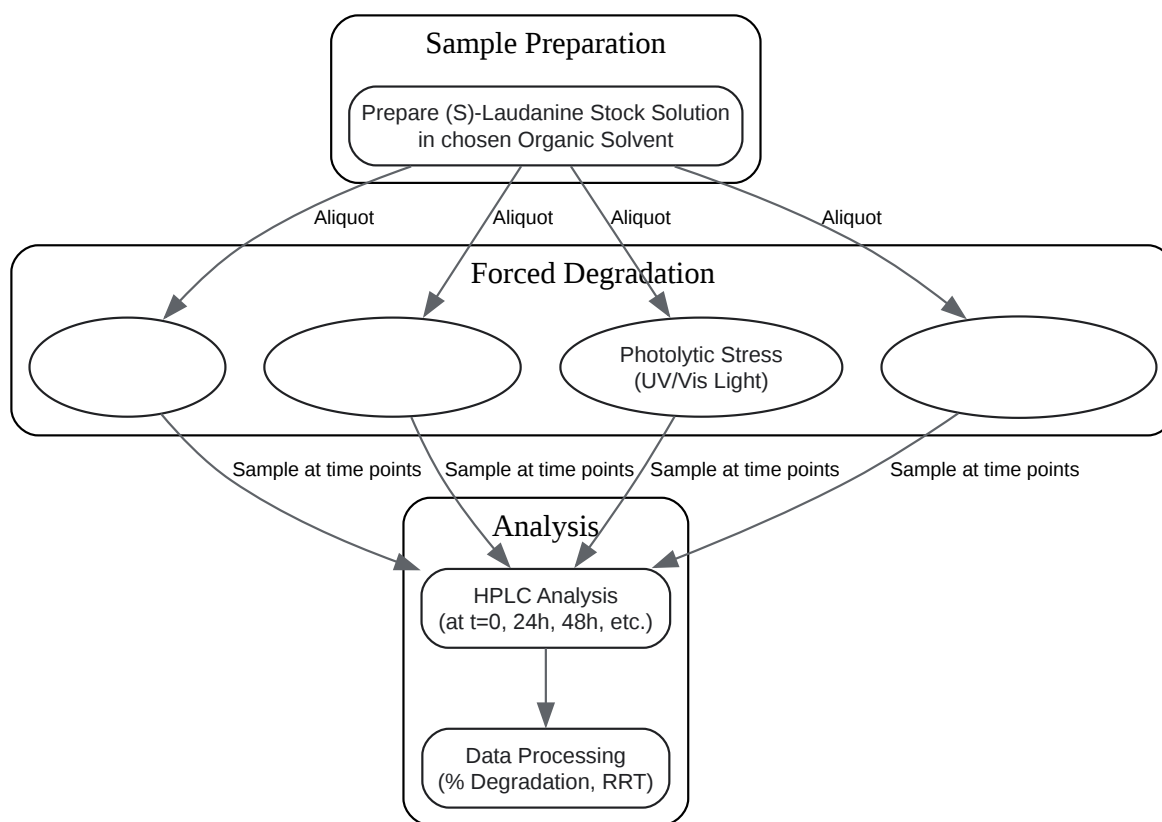 Sample Preparation
Prepare (S)-Laudanine Stock Solution
in chosen Organic Solvent
Aliquot
Aliquot
Aliquot
Aliquot
Forced Degradation
Photolytic Stress
(UV/Vis Light)
Sample at time points
Sample at time points
Sample at time points
Sample at time points
Analysis
HPLC Analysis
(at t=0, 24h, 48h, etc.)
Data Processing
(% Degradation, RRT)